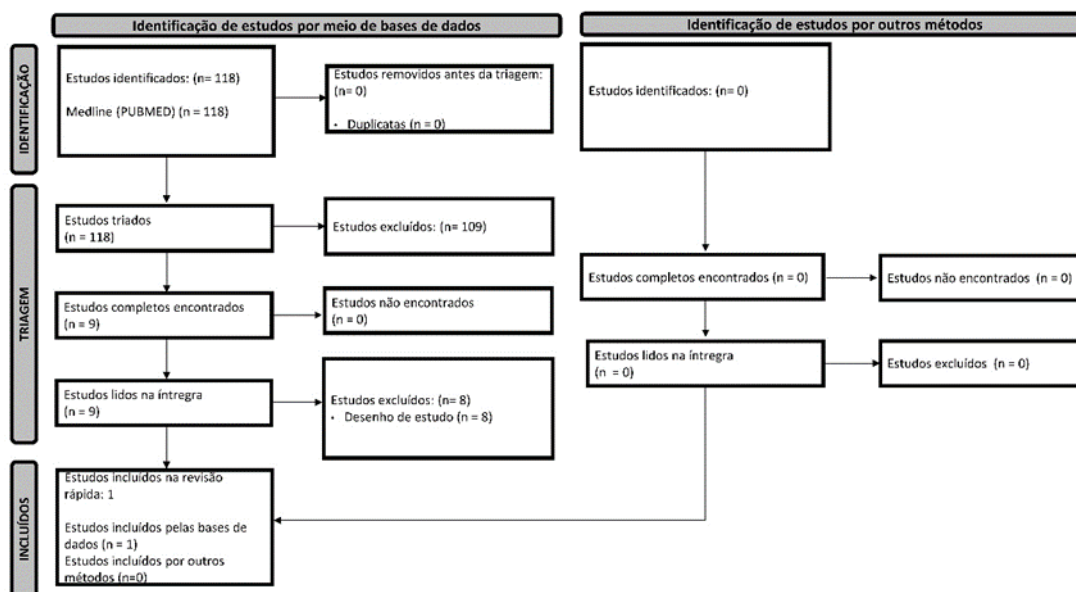 Identificação de estudos por meio de bases de dados
Identificação de estudos por outros métodos
IDENTIFICAÇÃO
Estudos identificados: (n= 118)
Medline (PUBMED) (n = 118)
Estudos removidos antes da triagem:
(n= 0)
• Duplicatas (n = 0)
Estudos identificados: (n= 0)
TRIAGEM
Estudos triados
(n = 118)
Estudos excluídos: (n= 109)
Estudos completos encontrados
(n = 9)
Estudos não encontrados
(n = 0)
Estudos completos encontrados (n = 0)
Estudos não encontrados (n = 0)
Estudos lidos na íntregra
(n = 9)
Estudos excluídos: (n= 8)
• Desenho de estudo (n = 8)
Estudos lidos na íntregra
(n = 0)
Estudos excluídos (n = 0)
INCLUÍDOS
Estudos incluídos na revisão
rápida: 1
Estudos incluídos pelas bases de
dados (n = 1)
Estudos incluídos por outros
métodos (n=0)